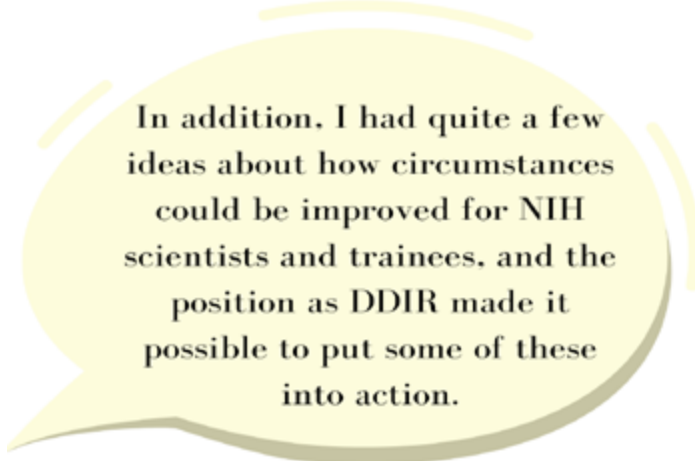 In addition, I had quite a few
ideas about how circumstances
could be improved for NIH
scientists and trainees, and the
position as DDIR made it
possible to put some of these
into action.